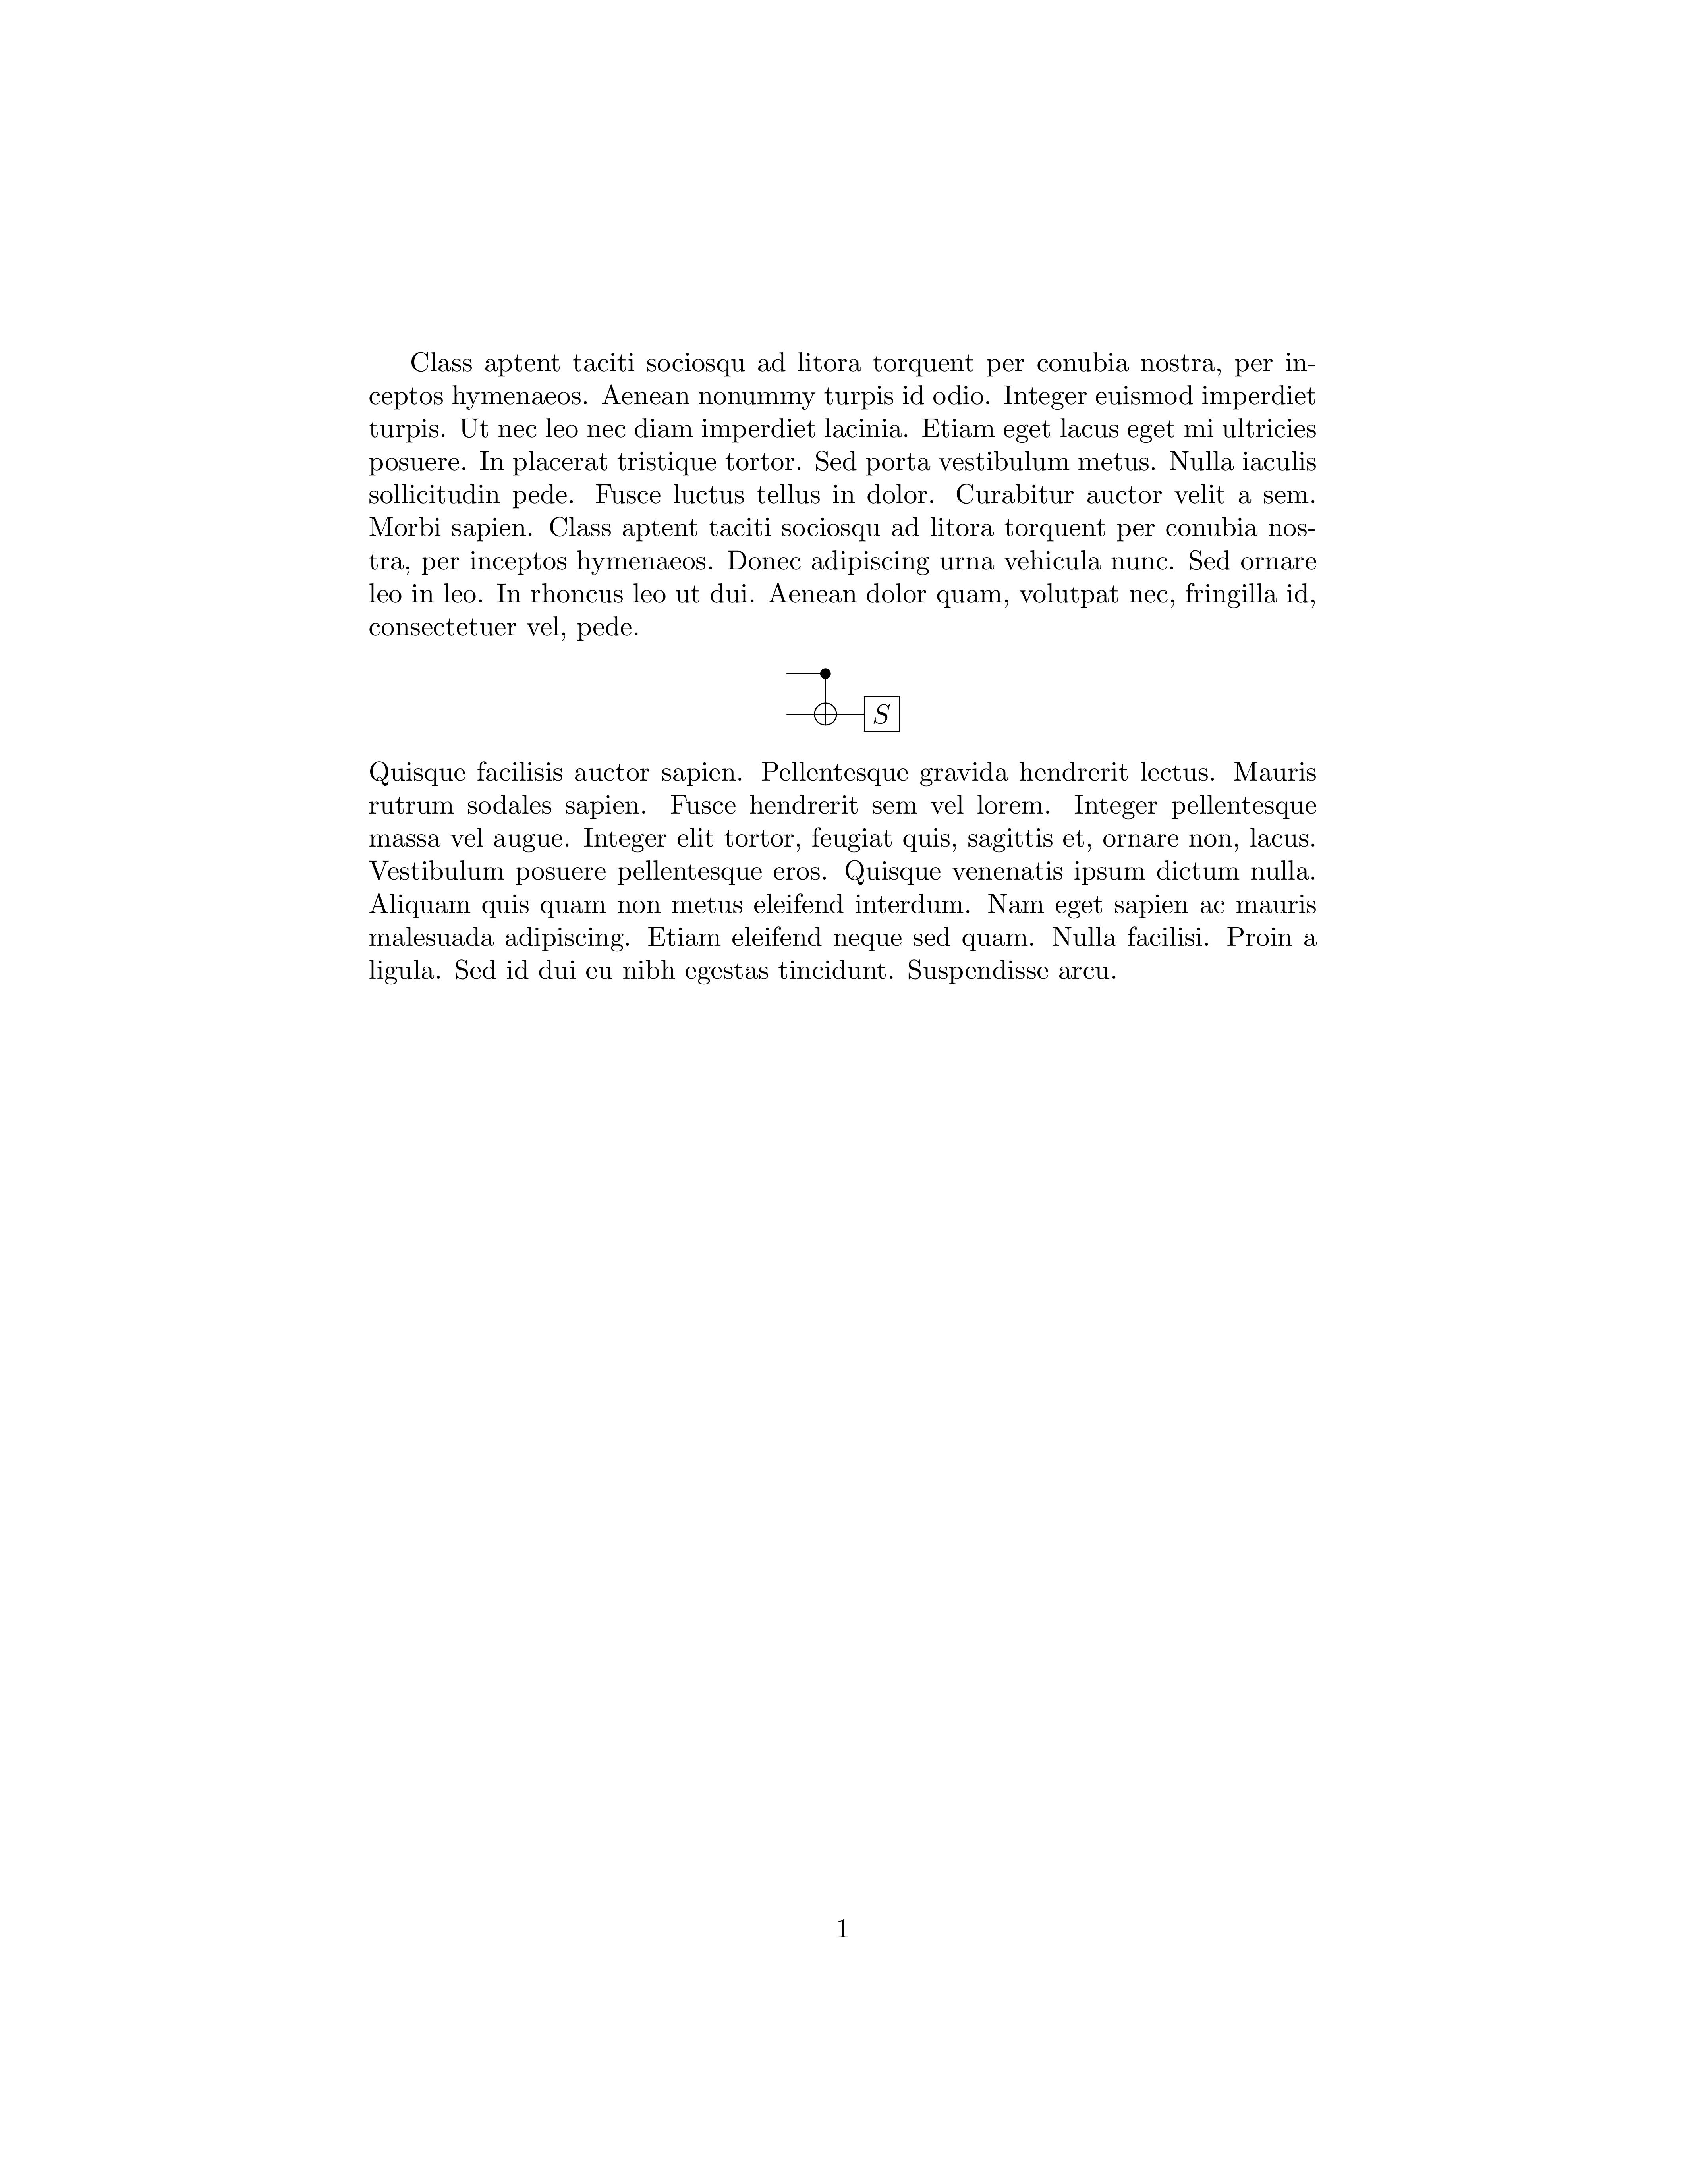 Class aptent taciti sociosqu ad litora torquent per conubia nostra, per in-
ceptos hymenaeos. Aenean nonummy turpis id odio. Integer euismod imperdiet
turpis. Ut nec leo nec diam imperdiet lacinia. Etiam eget lacus eget mi ultricies
posuere. In placerat tristique tortor. Sed porta vestibulum metus. Nulla iaculis
sollicitudin pede. Fusce luctus tellus in dolor. Curabitur auctor velit a sem.
Morbi sapien. Class aptent taciti sociosqu ad litora torquent per conubia nos-
tra, per inceptos hymenaeos. Donec adipiscing urna vehicula nunc. Sed ornare
leo in leo. In rhoncus leo ut dui. Aenean dolor quam, volutpat nec, fringilla id,
consectetuer vel, pede.
S
Quisque facilisis auctor sapien. Pellentesque gravida hendrerit lectus. Mauris
rutrum sodales sapien. Fusce hendrerit sem vel lorem. Integer pellentesque
massa vel augue. Integer elit tortor, feugiat quis, sagittis et, ornare non, lacus.
Vestibulum posuere pellentesque eros. Quisque venenatis ipsum dictum nulla.
Aliquam quis quam non metus eleifend interdum. Nam eget sapien ac mauris
malesuada adipiscing. Etiam eleifend neque sed quam. Nulla facilisi. Proin a
ligula. Sed id dui eu nibh egestas tincidunt. Suspendisse arcu.
1